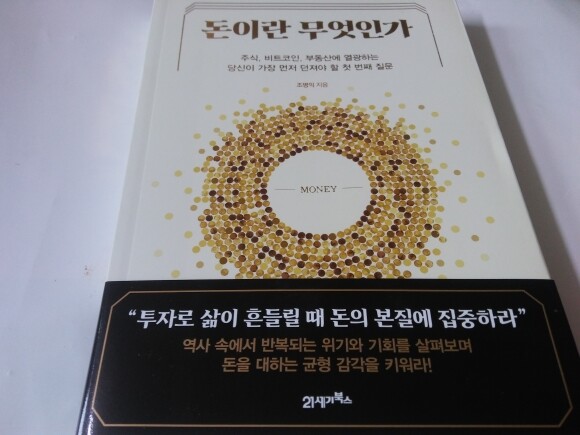 돈이란 무엇인가
주식, 비트코인, 부동산에 열광하는
당신이 가장 먼저 던져야 할 첫 번째 질문
조병익 지음
MONEY
“투자로 삶이 흔들릴 때 돈의 본질에 집중하라”
역사 속에서 반복되는 위기와 기회를 살펴보며
돈을 대하는 균형 감각을 키워라!
21세기북스